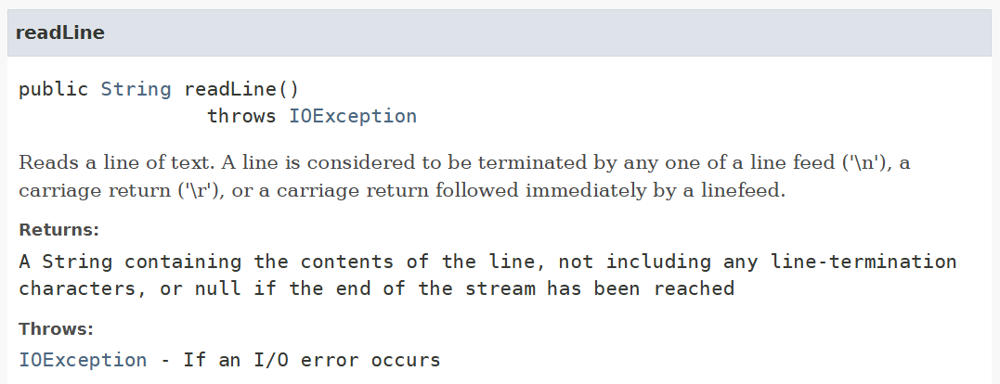 readLine
public String readLine()
throws IOException
Reads a line of text. A line is considered to be terminated by any one of a line feed ('\n'), a
carriage return ('\r'), or a carriage return followed immediately by a linefeed.
Returns:
A String containing the contents of the line, not including any line-termination
characters, or null if the end of the stream has been reached
Throws:
IOException - If an I/O error occurs